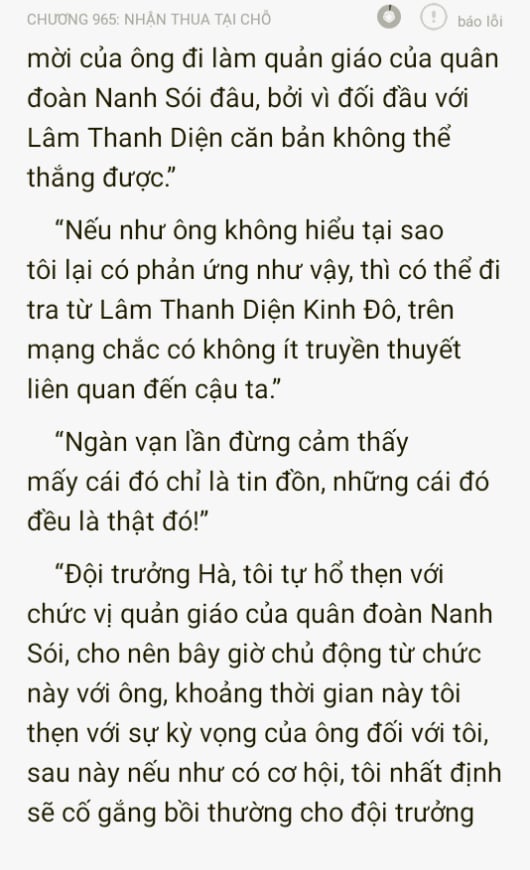 CHƯƠNG 965: NHẬN THUA TẠI CHỖ
báo lỗi
mời của ông đi làm quản giáo của quân
đoàn Nanh Sói đâu, bởi vì đối đầu với
Lâm Thanh Diện căn bản không thể
thắng được.”
“Nếu như ông không hiểu tại sao
tôi lại có phản ứng như vậy, thì có thể đi
tra từ Lâm Thanh Diện Kinh Đô, trên
mạng chắc có không ít truyền thuyết
liên quan đến cậu ta.”
“Ngàn vạn lần đừng cảm thấy
mấy cái đó chỉ là tin đồn, những cái đó
đều là thật đó!”
“Đội trưởng Hà, tôi tự hổ thẹn với
chức vị quản giáo của quân đoàn Nanh
Sói, cho nên bây giờ chủ động từ chức
này với ông, khoảng thời gian này tôi
thẹn với sự kỳ vọng của ông đối với tôi,
sau này nếu như có cơ hội, tôi nhất định
sẽ cố gắng bồi thường cho đội trưởng